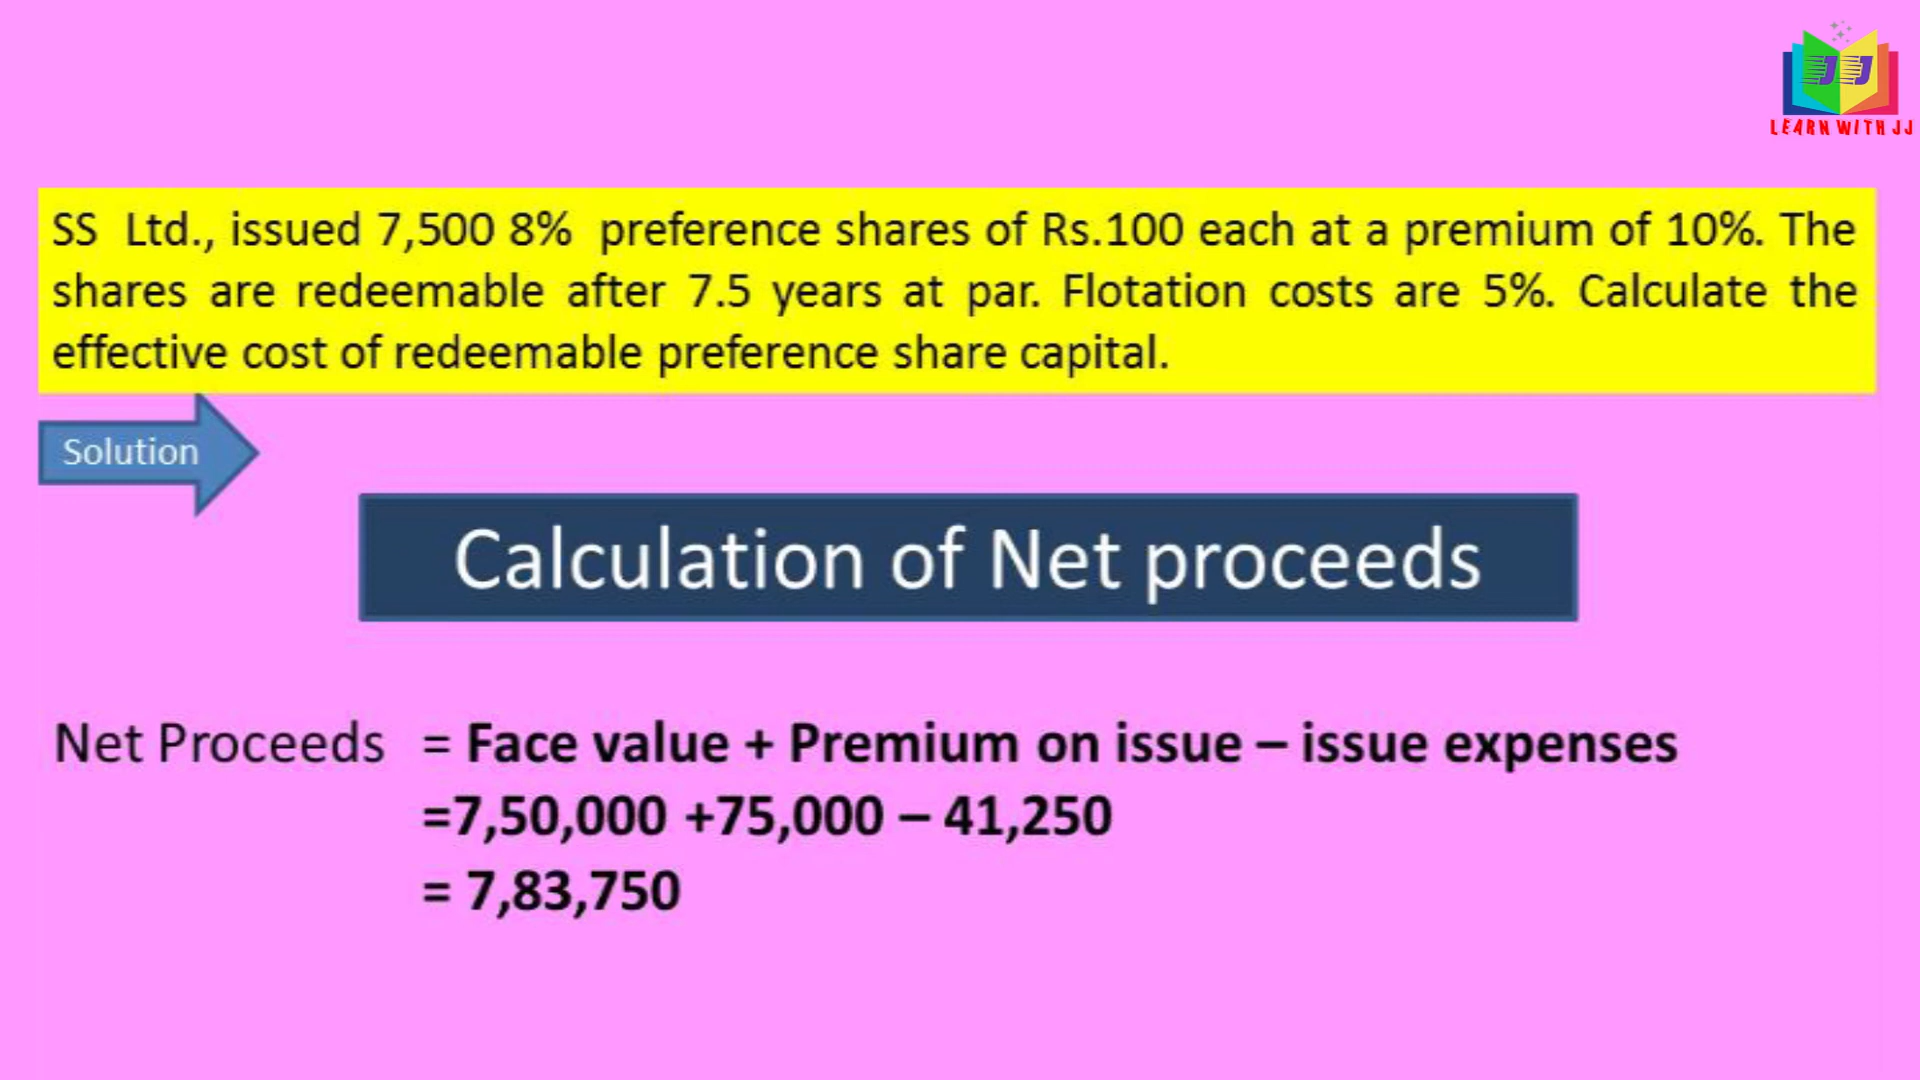 JJ
LEARN WITH JJ
SS Ltd., issued 7,500 8% preference shares of Rs.100 each at a premium of 10%. The
shares are redeemable after 7.5 years at par. Flotation costs are 5%. Calculate the
effective cost of redeemable preference share capital.
Solution
Calculation of Net proceeds
Net Proceeds = Face value + Premium on issue – issue expenses
=7,50,000 +75,000 – 41,250
= 7,83,750